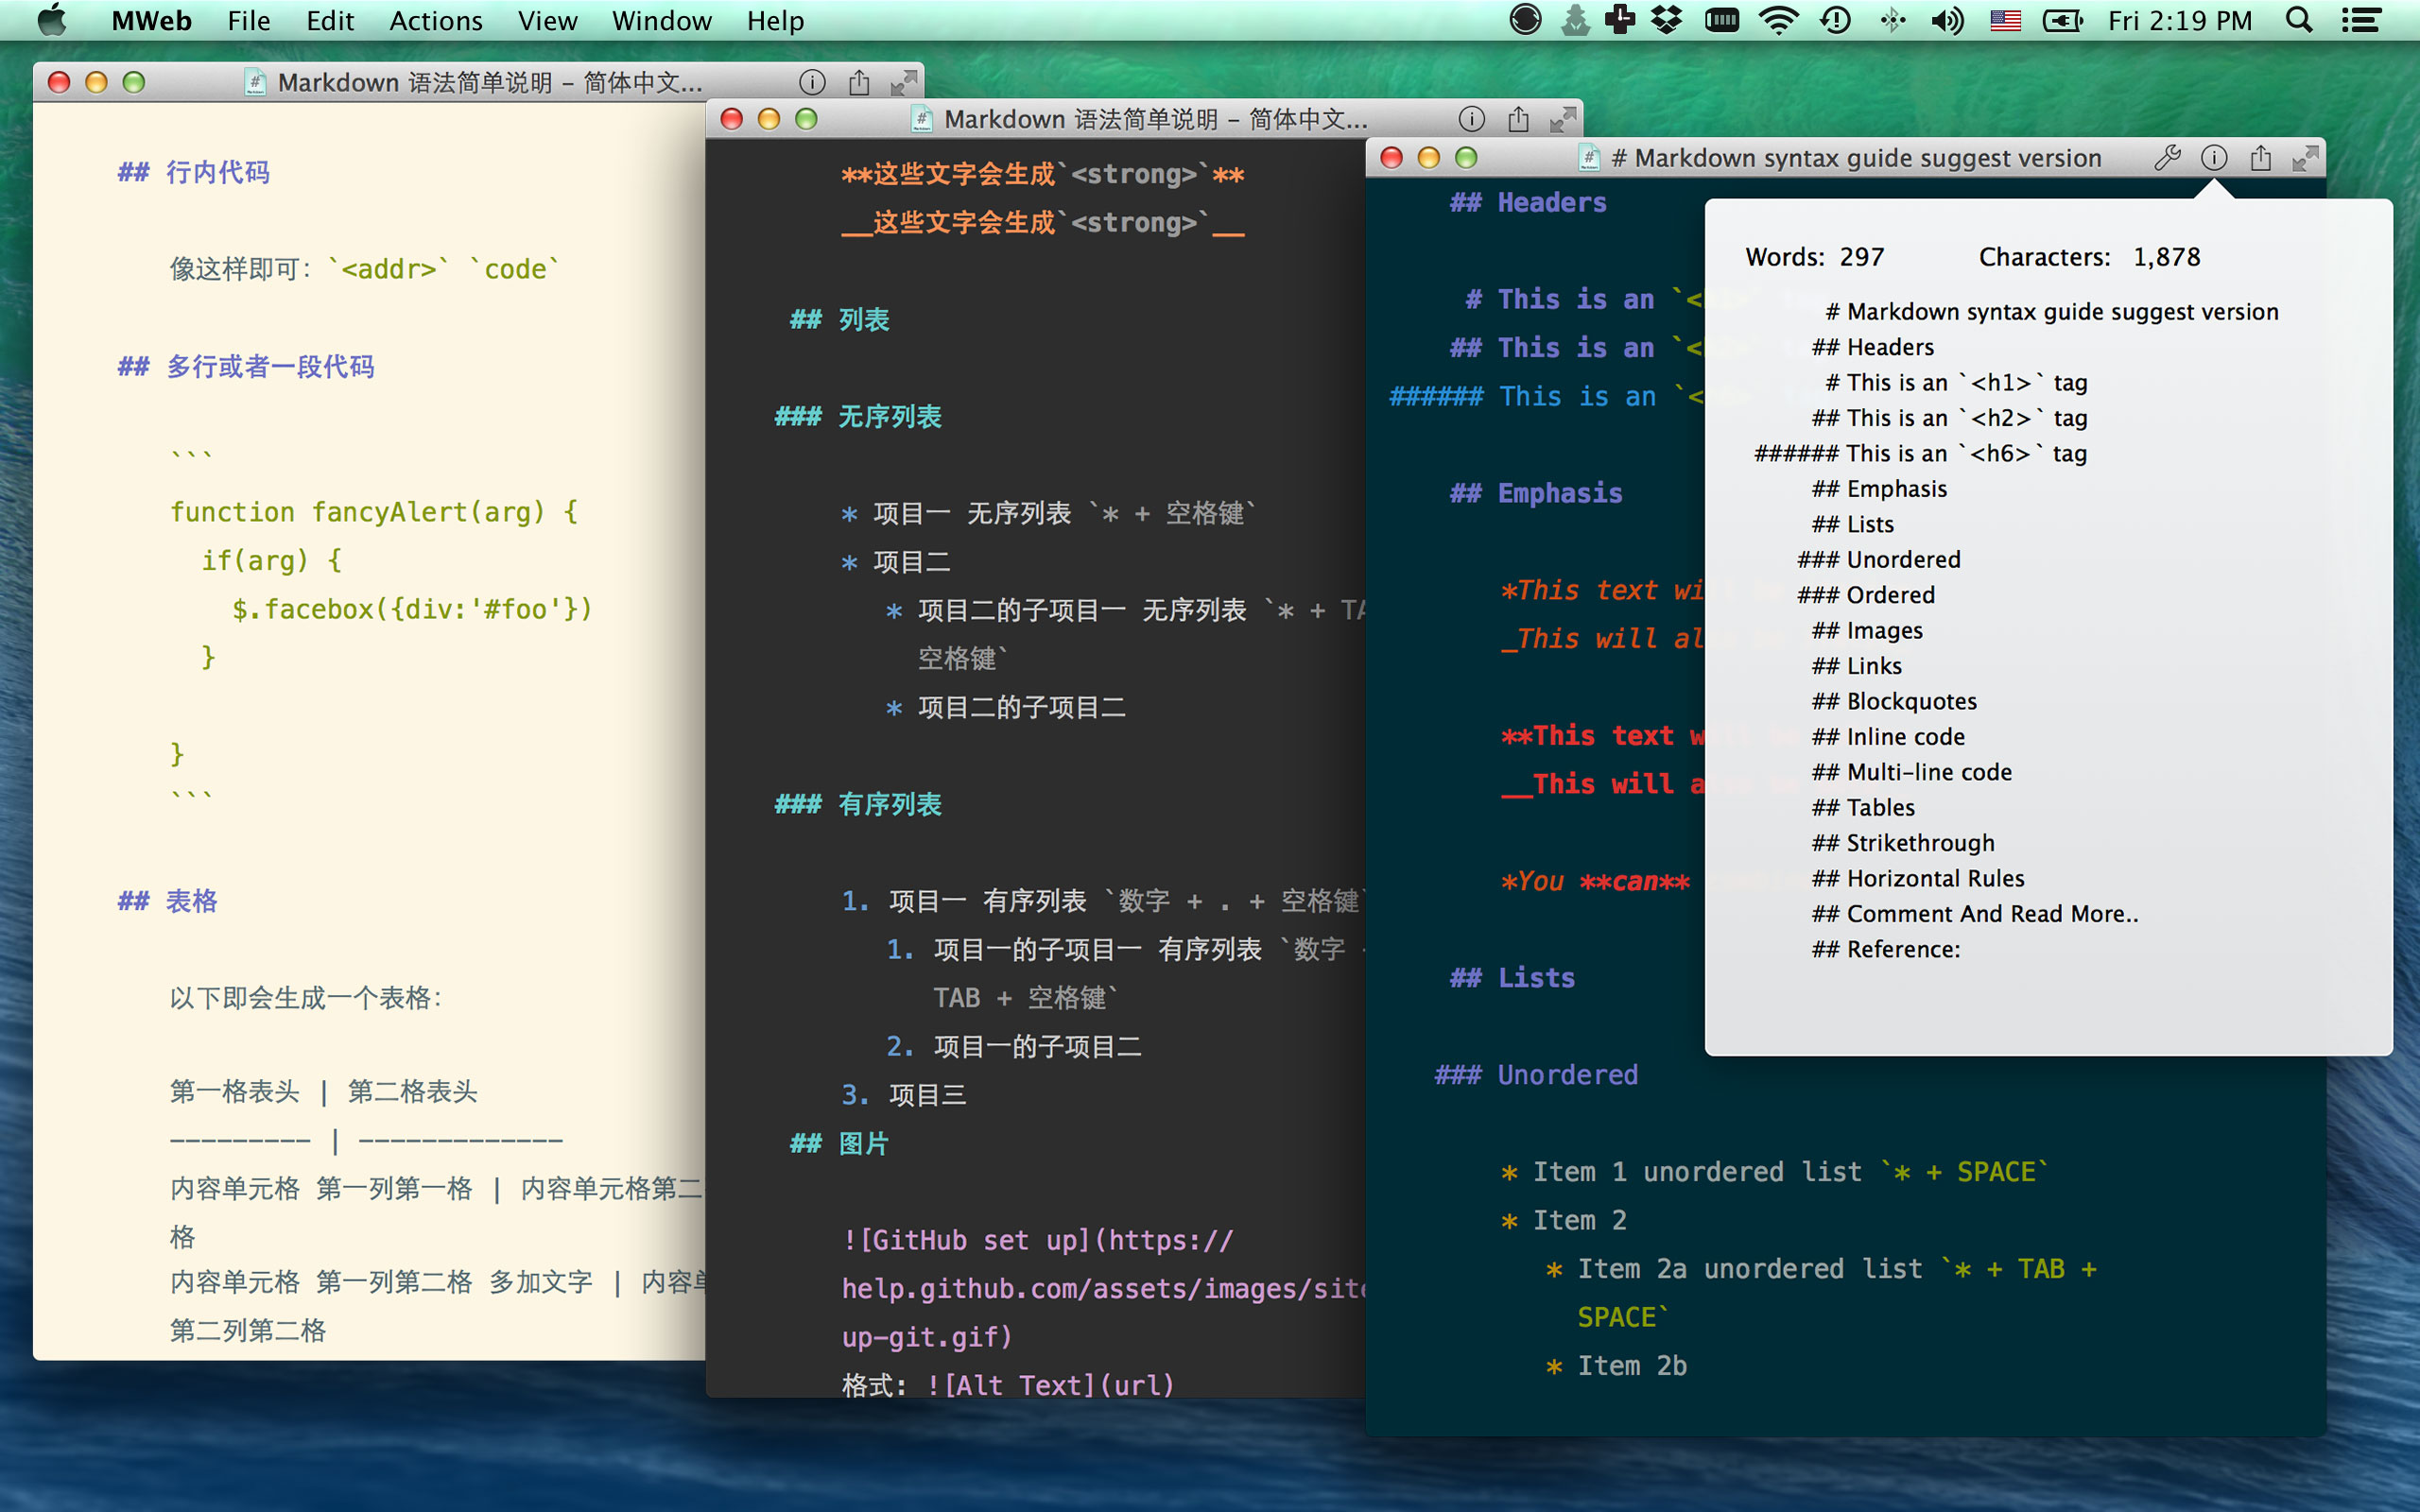 MWeb File Edit Actions View Window Help Fri 2:19 PM
Markdown 语法简单说明 – 简体中文...
## 行内代码
像这样即可: `<addr>` `code`
## 多行或者一段代码
```
function fancyAlert(arg) {
  if(arg) {
    $.facebox({div:'#foo'})
  }
}
```
## 表格
以下即会生成一个表格:
第一格表头 | 第二格表头
--------- | -------------
内容单元格 第一列第一格 | 内容单元格第二
格
内容单元格 第一列第二格 多加文字 | 内容单
第二列第二格
Markdown 语法简单说明 – 简体中文...
**这些文字会生成`<strong>`**
__这些文字会生成`<strong>`__
## 列表
### 无序列表
* 项目一 无序列表 `* + 空格键`
* 项目二
* 项目二的子项目一 无序列表 `* + TA
空格键`
* 项目二的子项目二
### 有序列表
1. 项目一 有序列表 `数字 + . + 空格键`
1. 项目一的子项目一 有序列表 `数字
TAB + 空格键`
2. 项目一的子项目二
3. 项目三
## 图片
![GitHub set up](https://
help.github.com/assets/images/site
up-git.gif)
格式: ![Alt Text](url)
# Markdown syntax guide suggest version
## Headers
# This is an `<
## This is an `<
###### This is an `<
## Emphasis
*This text wi
_This will al
**This text w
__This will a
*You **can**
## Lists
### Unordered
* Item 1 unordered list `* + SPACE`
* Item 2
* Item 2a unordered list `* + TAB +
SPACE`
* Item 2b
Words: 297 Characters: 1,878
# Markdown syntax guide suggest version
## Headers
# This is an `<h1>` tag
## This is an `<h2>` tag
###### This is an `<h6>` tag
## Emphasis
## Lists
### Unordered
### Ordered
## Images
## Links
## Blockquotes
## Inline code
## Multi-line code
## Tables
## Strikethrough
## Horizontal Rules
## Comment And Read More..
## Reference: